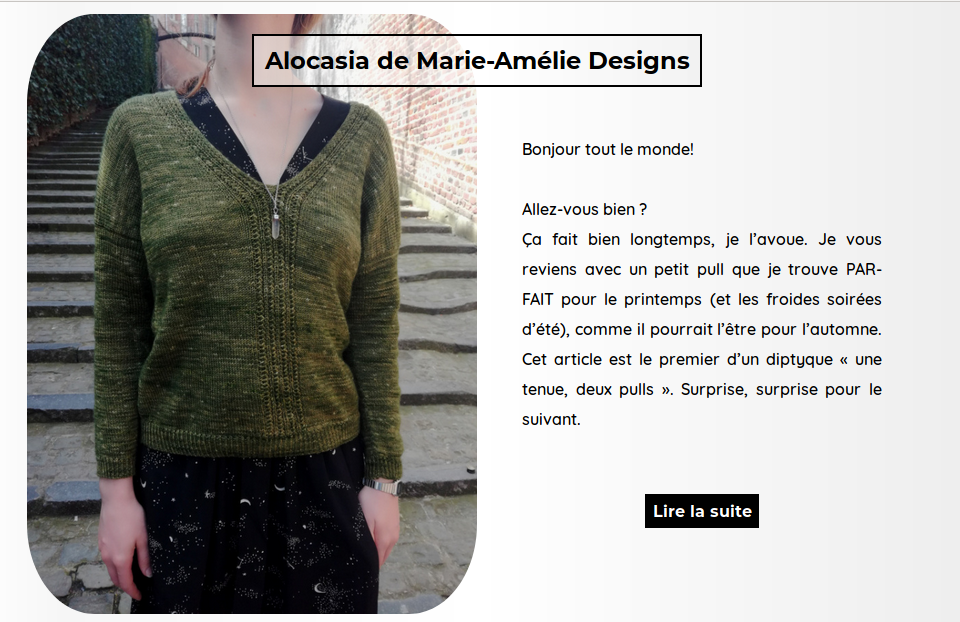 Alocasia de Marie-Amélie Designs
Bonjour tout le monde!
Allez-vous bien ?
Ça fait bien longtemps, je l’avoue. Je vous
reviens avec un petit pull que je trouve PAR-
FAIT pour le printemps (et les froides soirées
d’été), comme il pourrait l’être pour l’automne.
Cet article est le premier d’un diptyque « une
tenue, deux pulls ». Surprise, surprise pour le
suivant.
Lire la suite